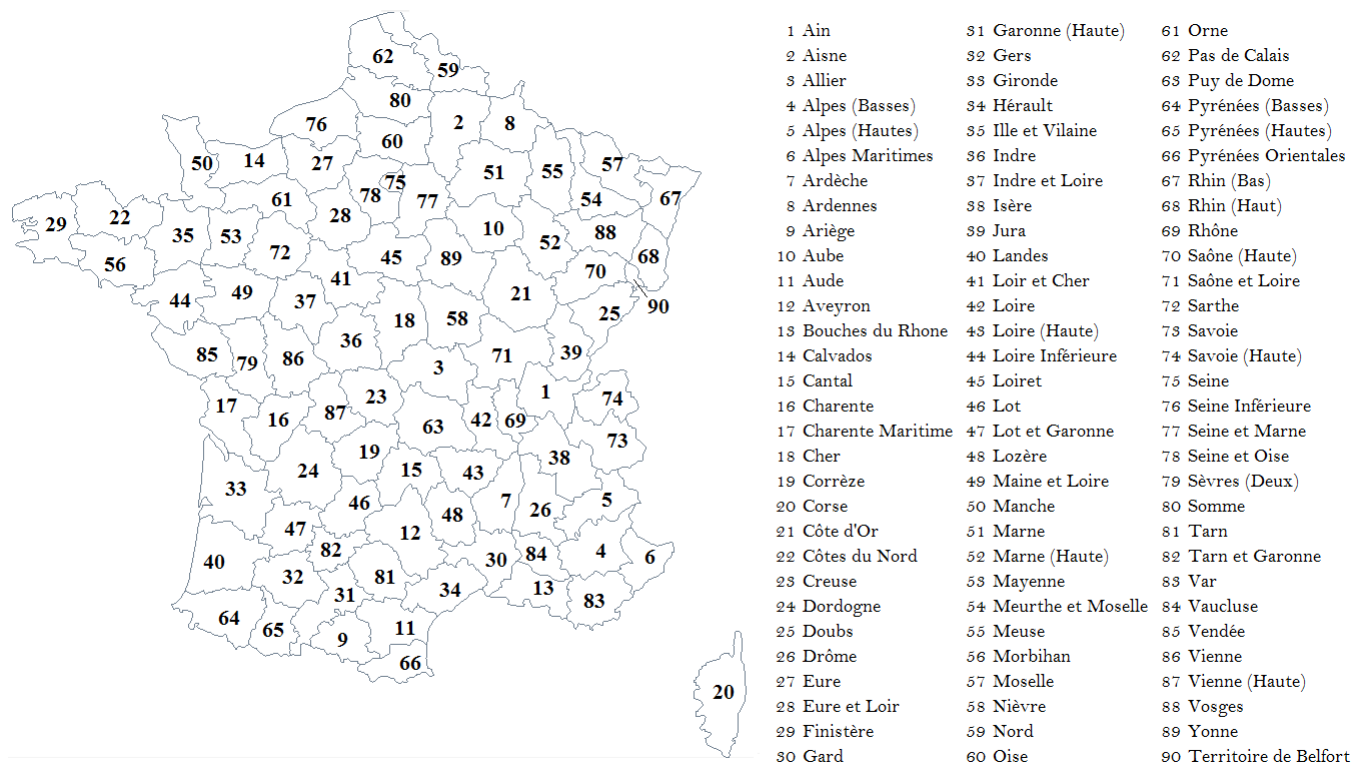 62
59
80
76
2
8
60
50
14
27
51
55
57
75
78
77
54
67
61
29
22
28
35
53
10
88
52
72
56
45
89
68
41
70
49
37
44
21
90
25
18
58
36
85
79
86
71
39
3
1
23
74
17
16
87
42
69
63
73
19
38
24
15
43
33
46
7
26
5
48
47
12
82
84
4
6
30
40
32
81
31
34
13
83
64
65
9
11
66
20
1 Ain
2 Aisne
3 Allier
4 Alpes (Basses)
5 Alpes (Hautes)
6 Alpes Maritimes
7 Ardèche
8 Ardennes
9 Ariège
10 Aube
11 Aude
12 Aveyron
13 Bouches du Rhone
14 Calvados
15 Cantal
16 Charente
17 Charente Maritime
18 Cher
19 Corrèze
20 Corse
21 Côte d'Or
22 Côtes du Nord
23 Creuse
24 Dordogne
25 Doubs
26 Drôme
27 Eure
28 Eure et Loir
29 Finistère
30 Gard
31 Garonne (Haute)
32 Gers
33 Gironde
34 Hérault
35 Ille et Vilaine
36 Indre
37 Indre et Loire
38 Isère
39 Jura
40 Landes
41 Loir et Cher
42 Loire
43 Loire (Haute)
44 Loire Inférieure
45 Loiret
46 Lot
47 Lot et Garonne
48 Lozère
49 Maine et Loire
50 Manche
51 Marne
52 Marne (Haute)
53 Mayenne
54 Meurthe et Moselle
55 Meuse
56 Morbihan
57 Moselle
58 Nièvre
59 Nord
60 Oise
61 Orne
62 Pas de Calais
63 Puy de Dome
64 Pyrénées (Basses)
65 Pyrénées (Hautes)
66 Pyrénées Orientales
67 Rhin (Bas)
68 Rhin (Haut)
69 Rhône
70 Saône (Haute)
71 Saône et Loire
72 Sarthe
73 Savoie
74 Savoie (Haute)
75 Seine
76 Seine Inférieure
77 Seine et Marne
78 Seine et Oise
79 Sèvres (Deux)
80 Somme
81 Tarn
82 Tarn et Garonne
83 Var
84 Vaucluse
85 Vendée
86 Vienne
87 Vienne (Haute)
88 Vosges
89 Yonne
90 Territoire de Belfort